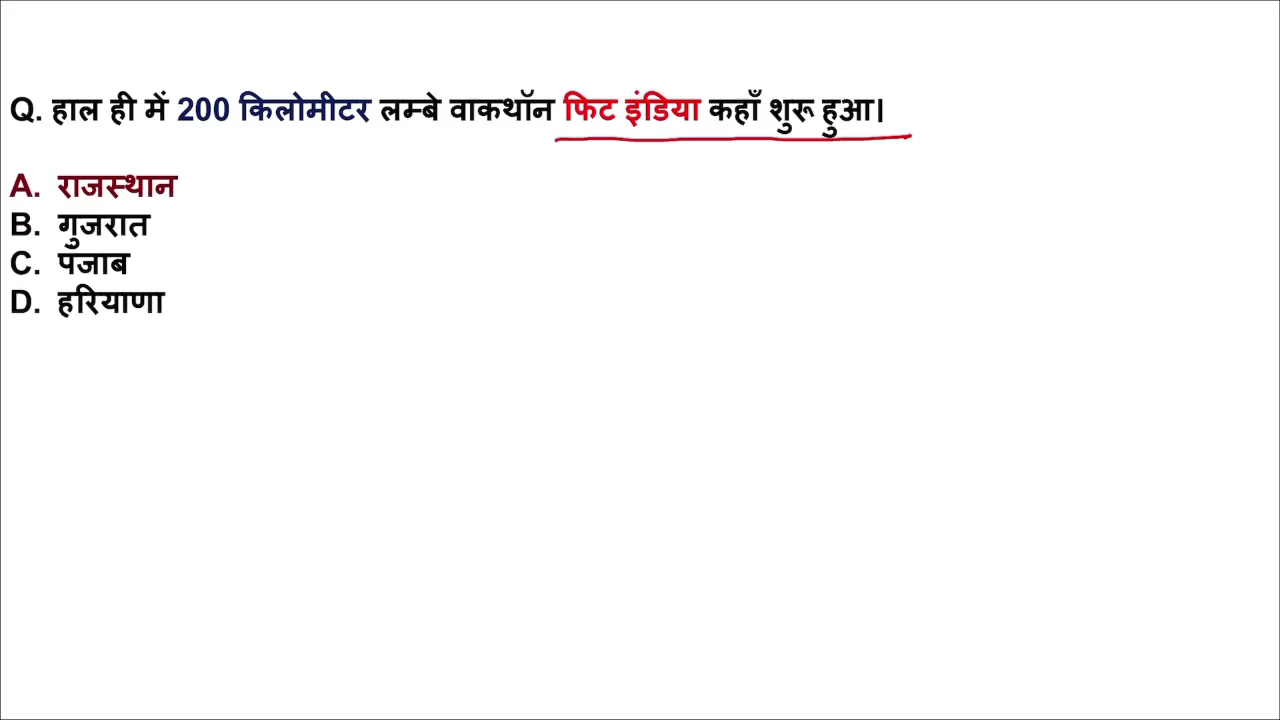 Q. हाल ही में 200 किलोमीटर लम्बे वाकथॉन फिट इंडिया कहाँ शुरू हुआ।
A. राजस्थान
B. गुजरात
C. पंजाब
D. हरियाणा